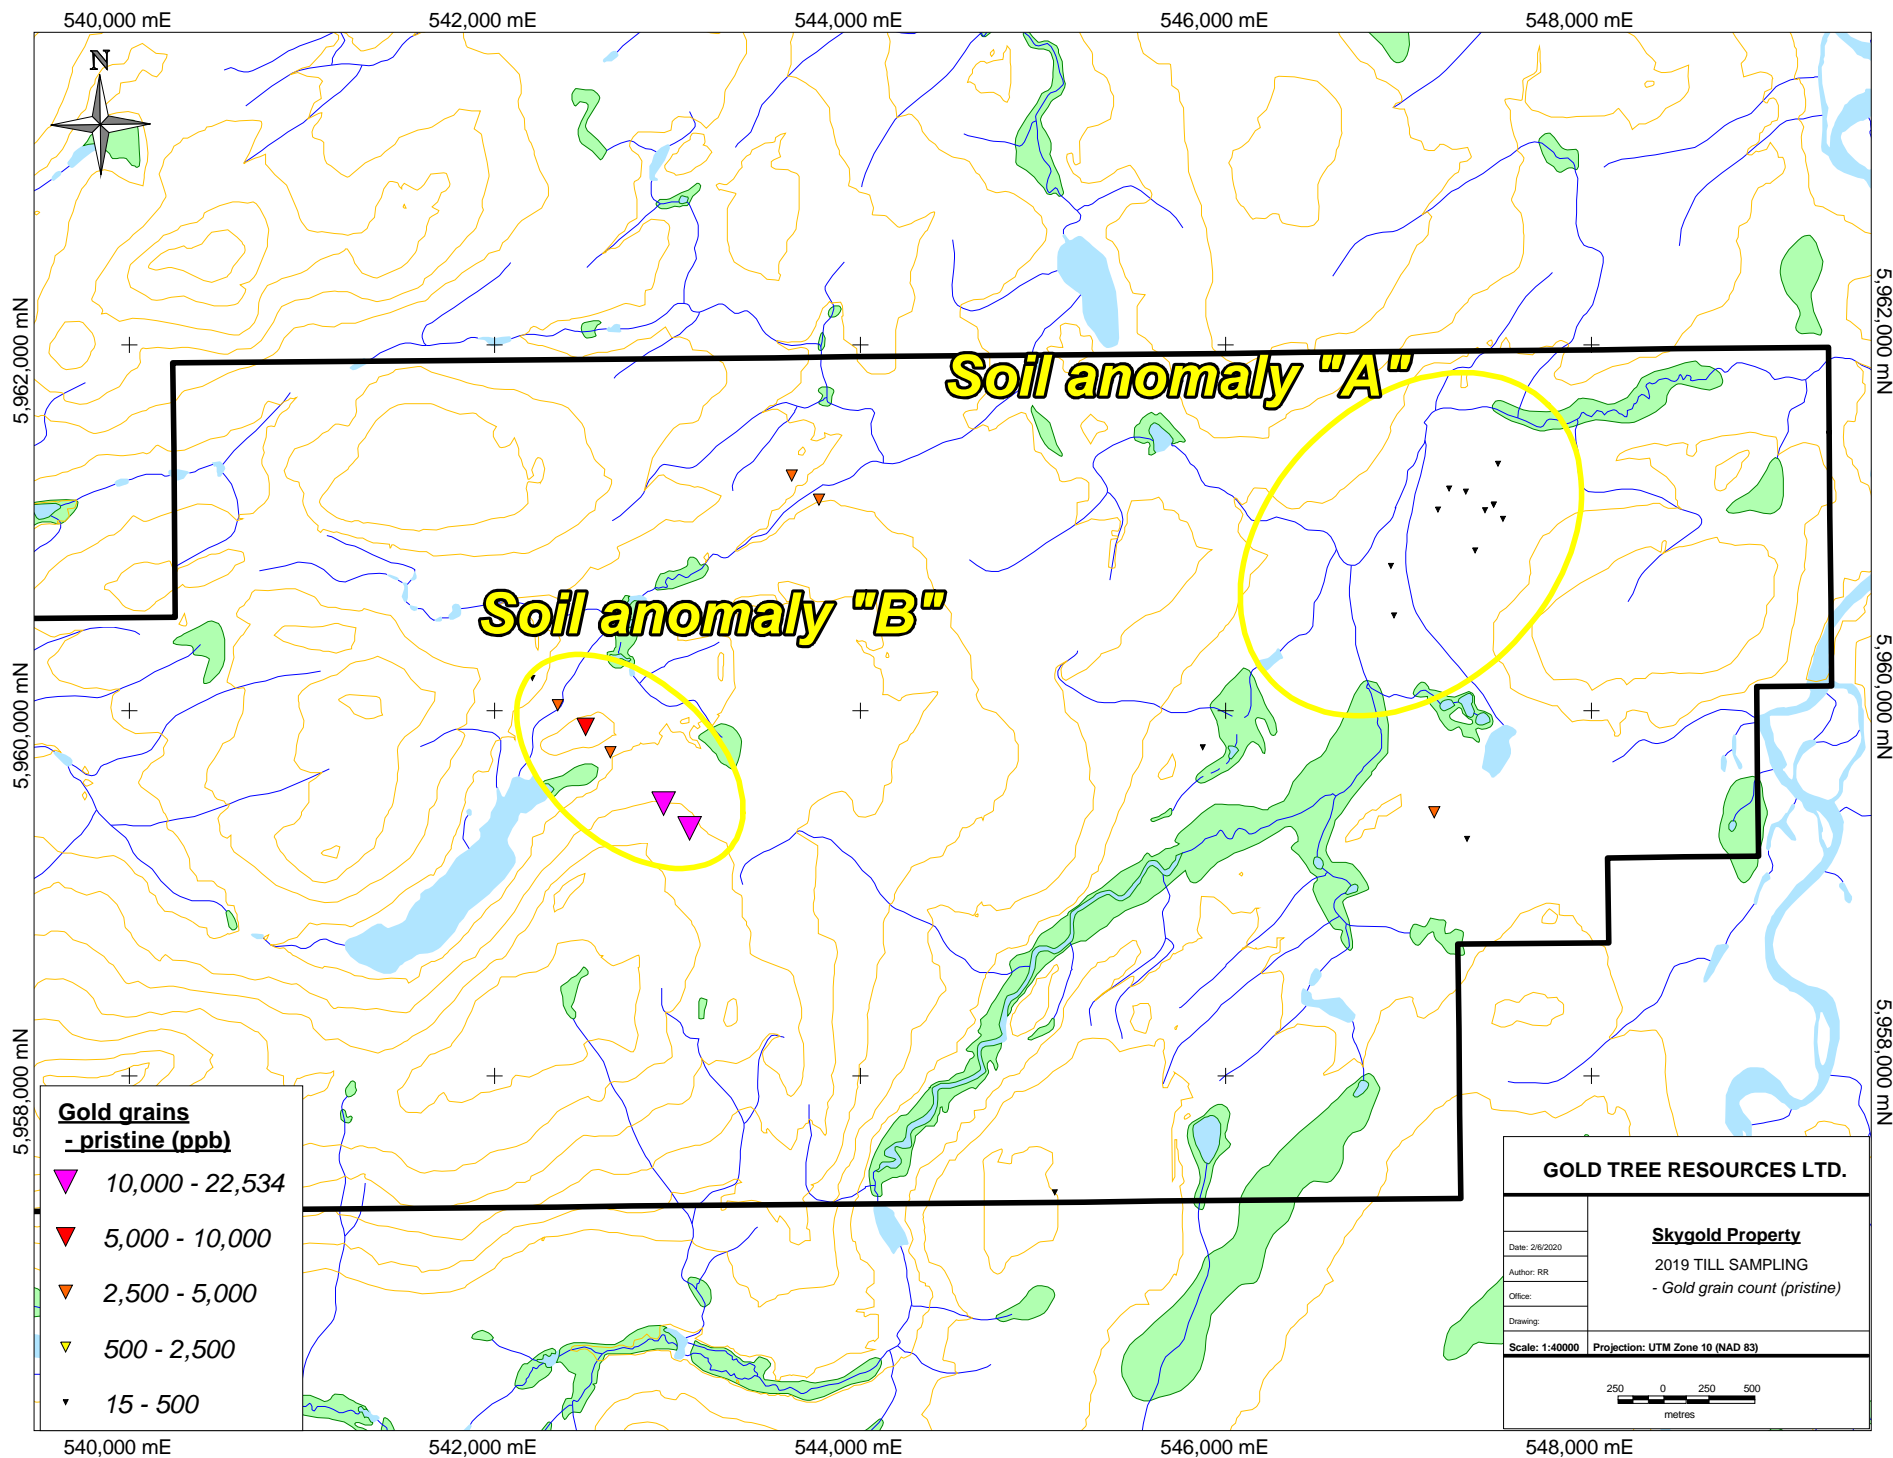 540,000 mE
542,000 mE
544,000 mE
546,000 mE
548,000 mE
N
5,962,000 mN
5,962,000 mN
Soil anomaly "A"
Soil anomaly "B"
5,960,000 mN
5,960,000 mN
5,958,000 mN
5,958,000 mN
Gold grains
- pristine (ppb)
10,000 - 22,534
5,000 - 10,000
2,500 - 5,000
500 - 2,500
15 - 500
GOLD TREE RESOURCES LTD.
Skygold Property
2019 TILL SAMPLING
- Gold grain count (pristine)
Date: 2/6/2020
Author: RR
Office:
Drawing:
Scale: 1:40000
Projection: UTM Zone 10 (NAD 83)
250 0 250 500
metres
540,000 mE
542,000 mE
544,000 mE
546,000 mE
548,000 mE